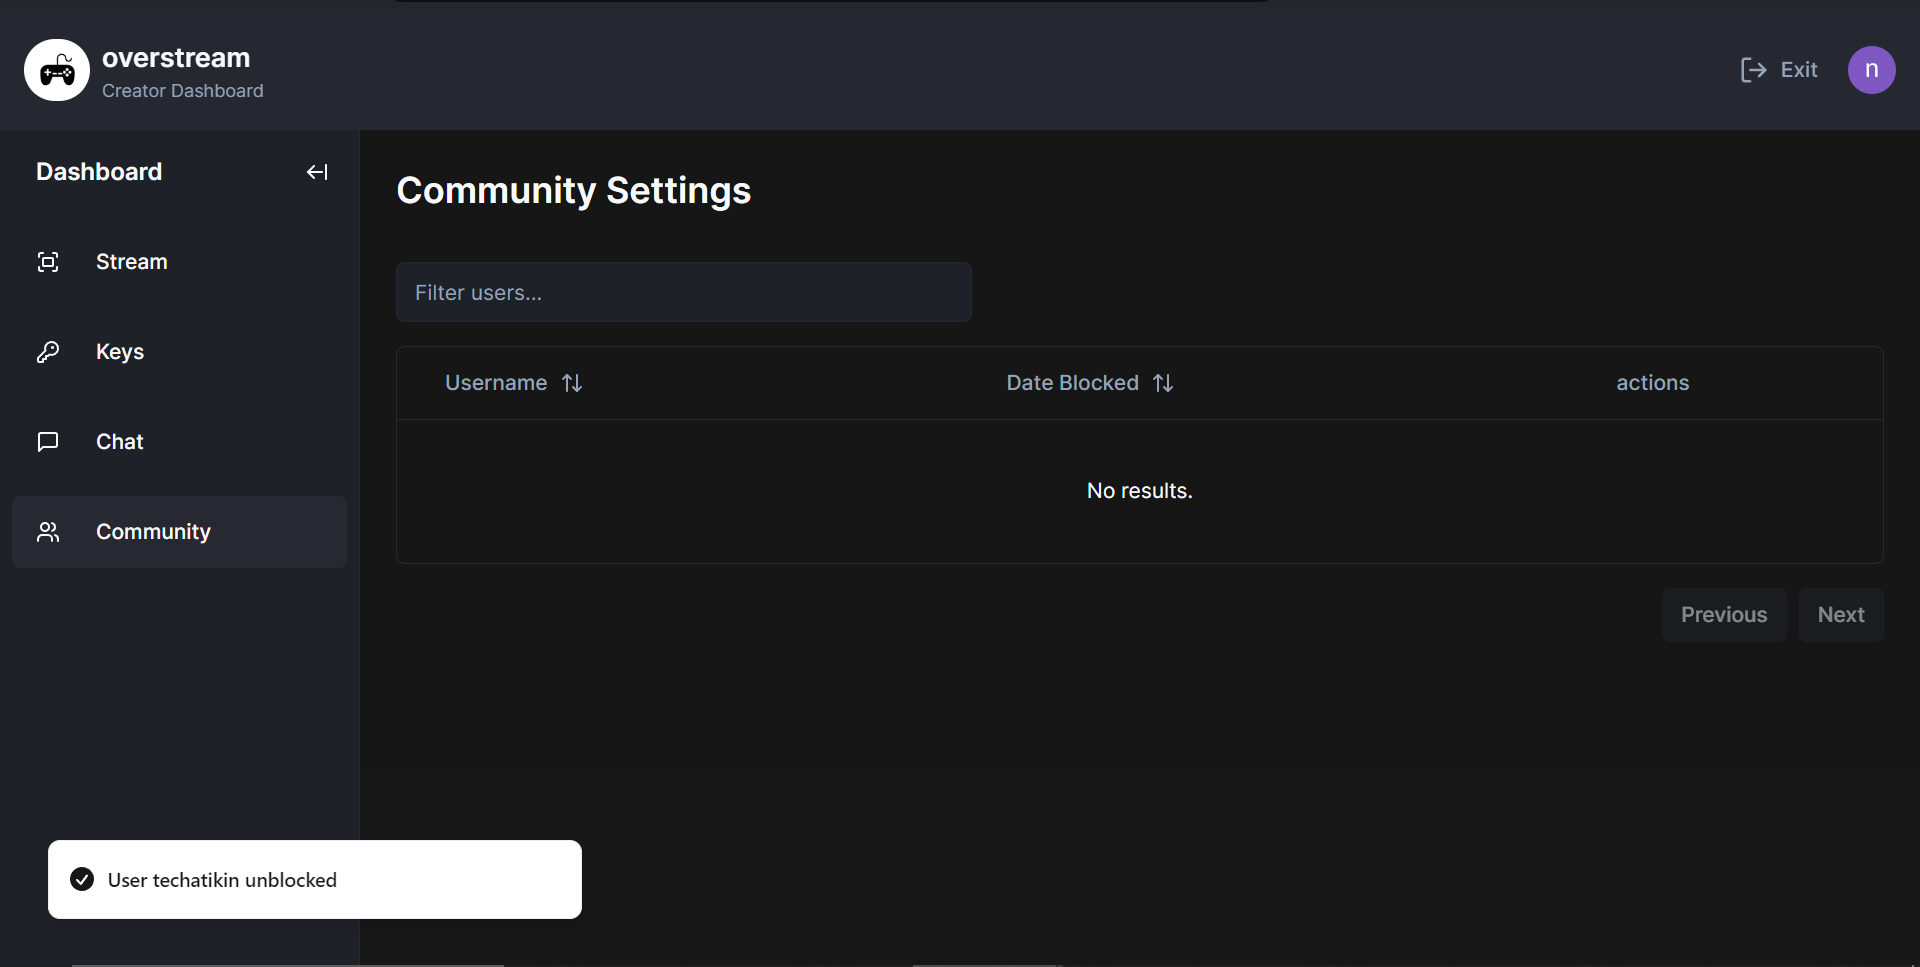 overstream
Creator Dashboard
Exit
n
Dashboard
Stream
Keys
Chat
Community
Community Settings
Filter users...
Username Date Blocked actions
No results.
Previous Next
User techatikin unblocked